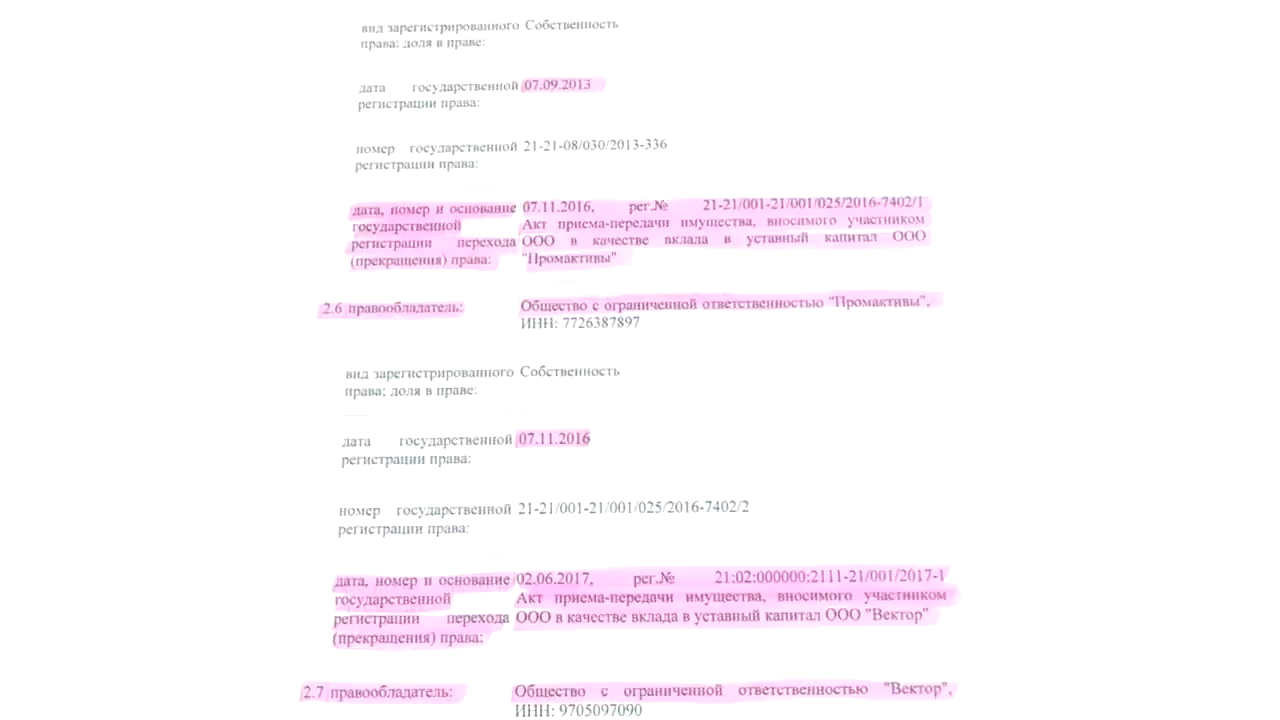 вид зарегистрированного Собственность
права; доля в праве:
дата государственной 07.09.2013
регистрации права:
номер государственной 21-21-08/030/2013-336
регистрации права:
дата, номер и основание 07.11.2016, рег.№ 21-21/001-21/001/025/2016-7402/1
государственной Акт приема-передачи имущества, вносимого участником
регистрации перехода ООО в качестве вклада в уставный капитал ООО
(прекращения) права: "Промактивы"
2.6 правообладатель: Общество с ограниченной ответственностью "Промактивы",
ИНН: 7726387897
вид зарегистрированного Собственность
права; доля в праве:
дата государственной 07.11.2016
регистрации права:
номер государственной 21-21/001-21/001/025/2016-7402/2
регистрации права:
дата, номер и основание 02.06.2017, рег.№ 21:02:000000:2111-21/001/2017-1
государственной Акт приема-передачи имущества, вносимого участником
регистрации перехода ООО в качестве вклада в уставный капитал ООО "Вектор"
(прекращения) права:
2.7 правообладатель: Общество с ограниченной ответственностью "Вектор",
ИНН: 9705097090